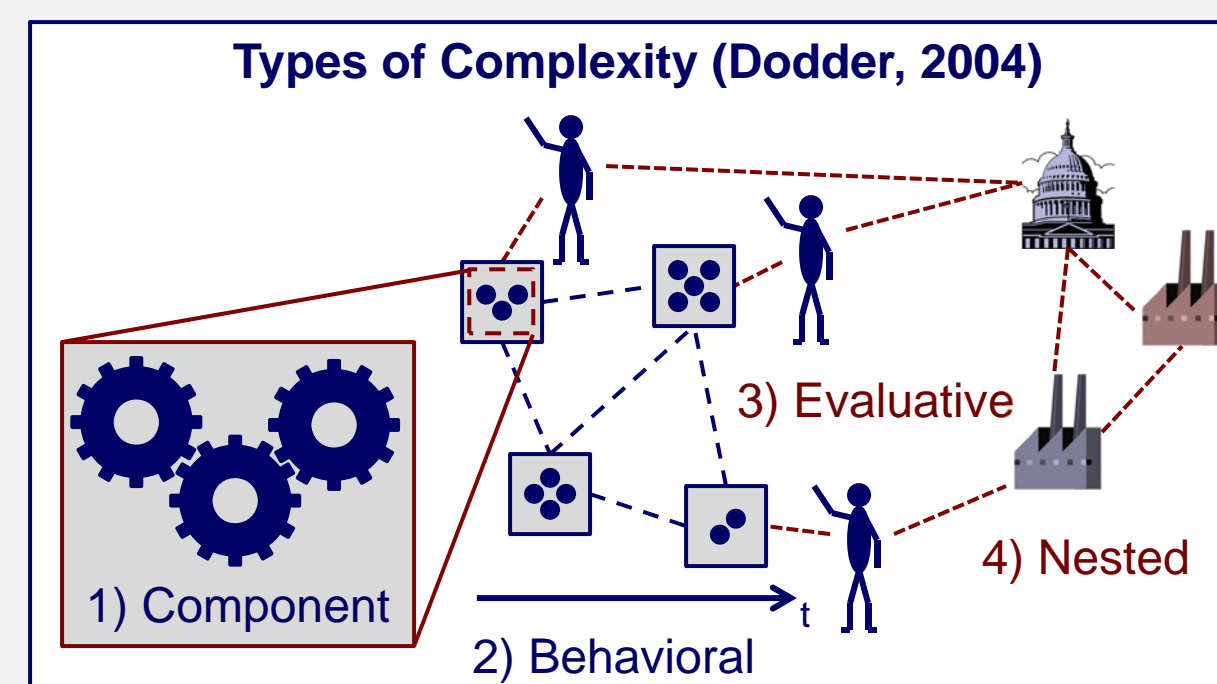 Types of Complexity (Dodder, 2004)
3) Evaluative
4) Nested
1) Component
t
2) Behavioral